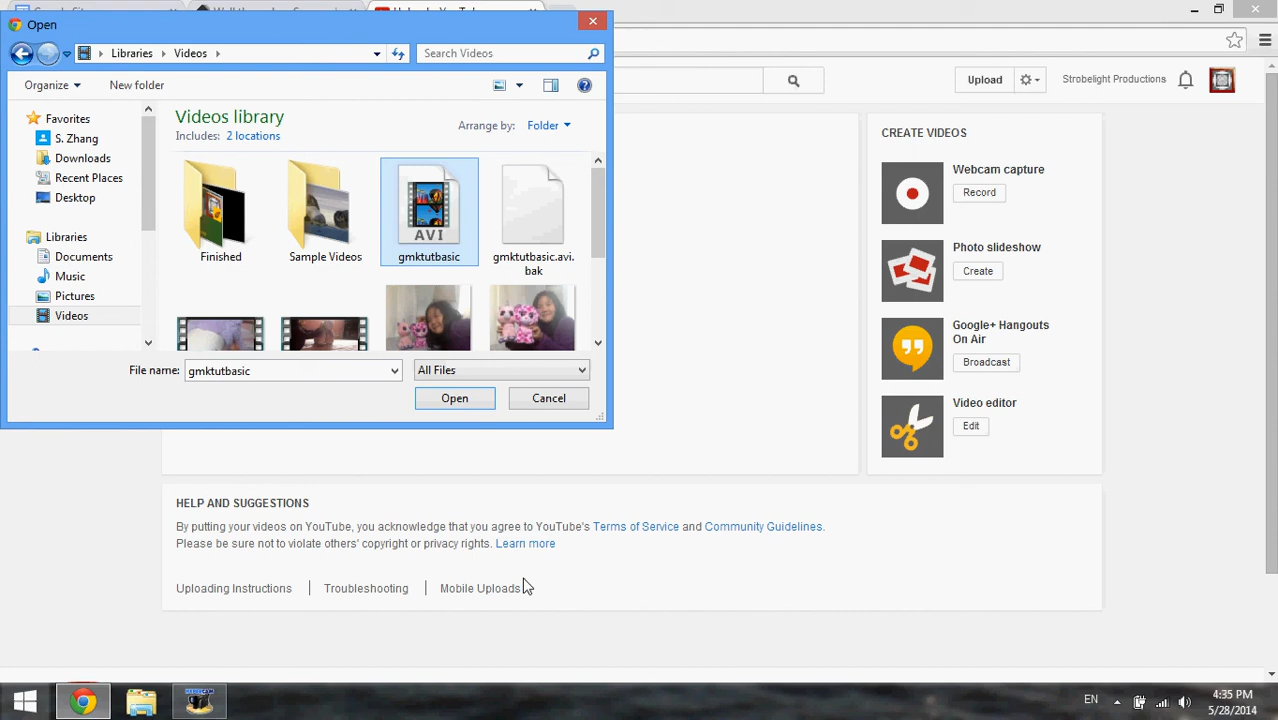 Open
Libraries Videos
Search Videos
Organize New folder
Videos library
Includes: 2 locations
Arrange by: Folder
Favorites
S. Zhang
Downloads
Recent Places
Desktop
Libraries
Documents
Music
Pictures
Videos
Finished
Sample Videos
AVI
gmktutbasic
gmktutbasic.avi.
bak
File name: gmktutbasic
All Files
Open Cancel
Upload
Strobelight Productions
CREATE VIDEOS
Webcam capture
Record
Photo slideshow
Create
Google+ Hangouts
On Air
Broadcast
Video editor
Edit
HELP AND SUGGESTIONS
By putting your videos on YouTube, you acknowledge that you agree to YouTube's Terms of Service and Community Guidelines.
Please be sure not to violate others' copyright or privacy rights. Learn more
Uploading Instructions Troubleshooting Mobile Uploads
EN
4:35 PM
5/28/2014